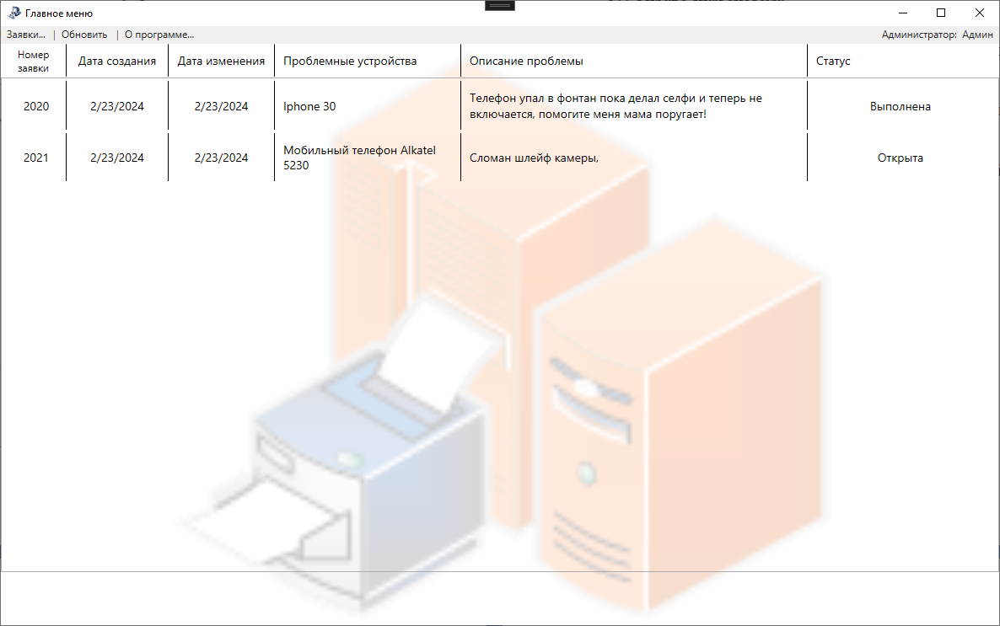 Главное меню
Заявки... | Обновить | О программе... Администратор: Админ
Номер заявки Дата создания Дата изменения Проблемные устройства Описание проблемы Статус
2020 2/23/2024 2/23/2024 Iphone 30 Телефон упал в фонтан пока делал селфи и теперь не
включается, помогите меня мама поругает! Выполнена
2021 2/23/2024 2/23/2024 Мобильный телефон Alkatel
5230 Сломан шлейф камеры, Открыта